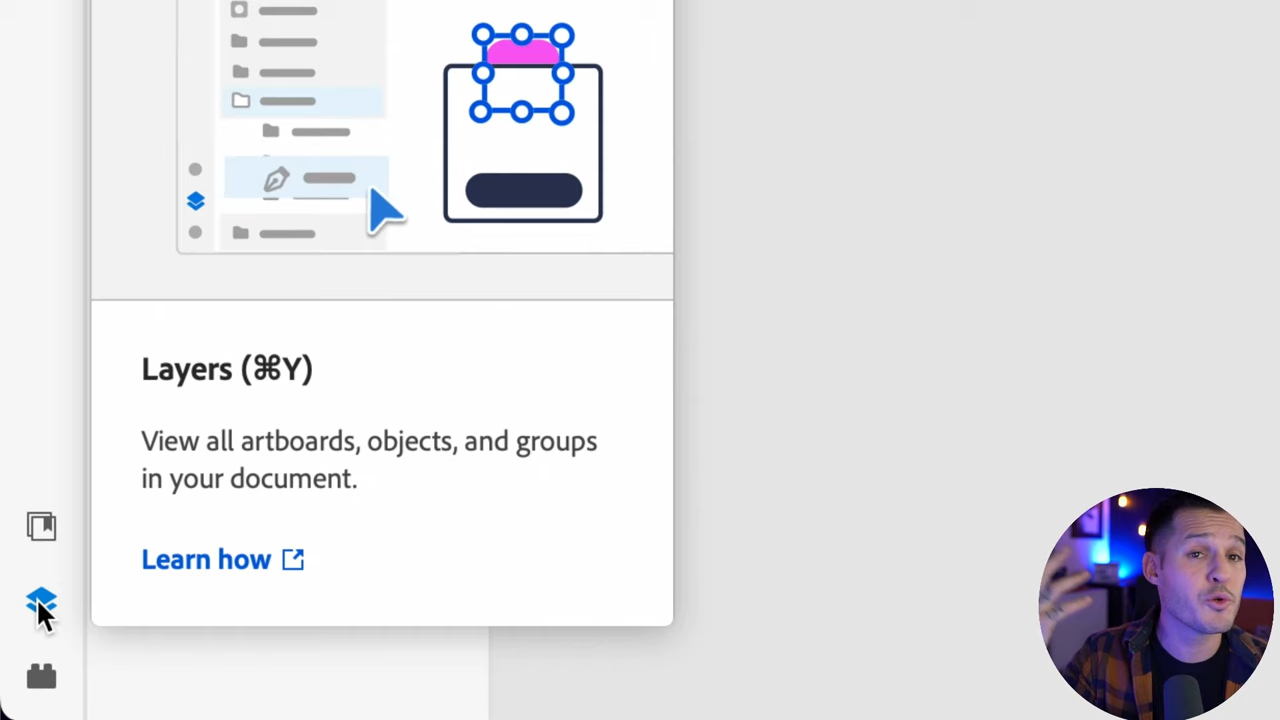 Layers (⌘Y)
View all artboards, objects, and groups
in your document.
Learn how